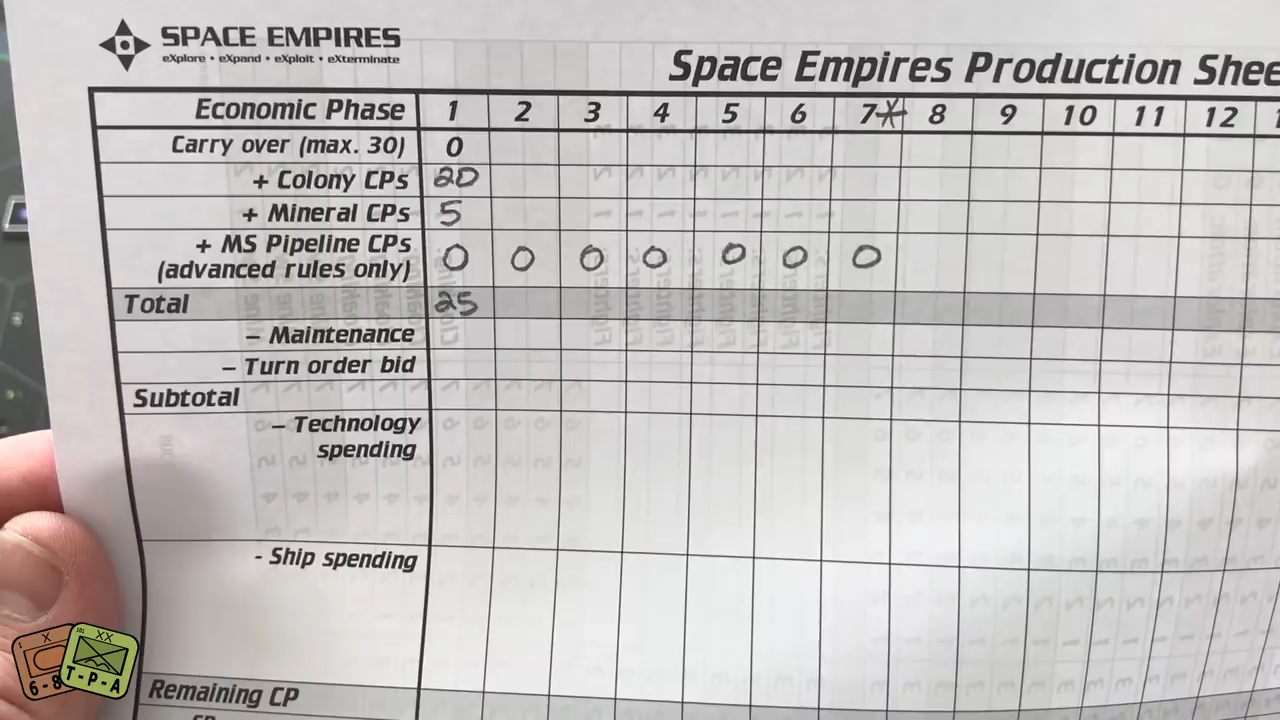 SPACE EMPIRES
eXplore • eXpand • eXploit • eXterminate
Space Empires Production Shee
Economic Phase 1 2 3 4 5 6 7* 8 9 10 11 12 1
Carry over (max. 30) 0
+ Colony CPs 20
+ Mineral CPs 5
+ MS Pipeline CPs
(advanced rules only) 0 0 0 0 0 0 0
Total 25
– Maintenance
– Turn order bid
Subtotal
– Technology
spending
- Ship spending
Remaining CP
X XX
6-8 T-P-A